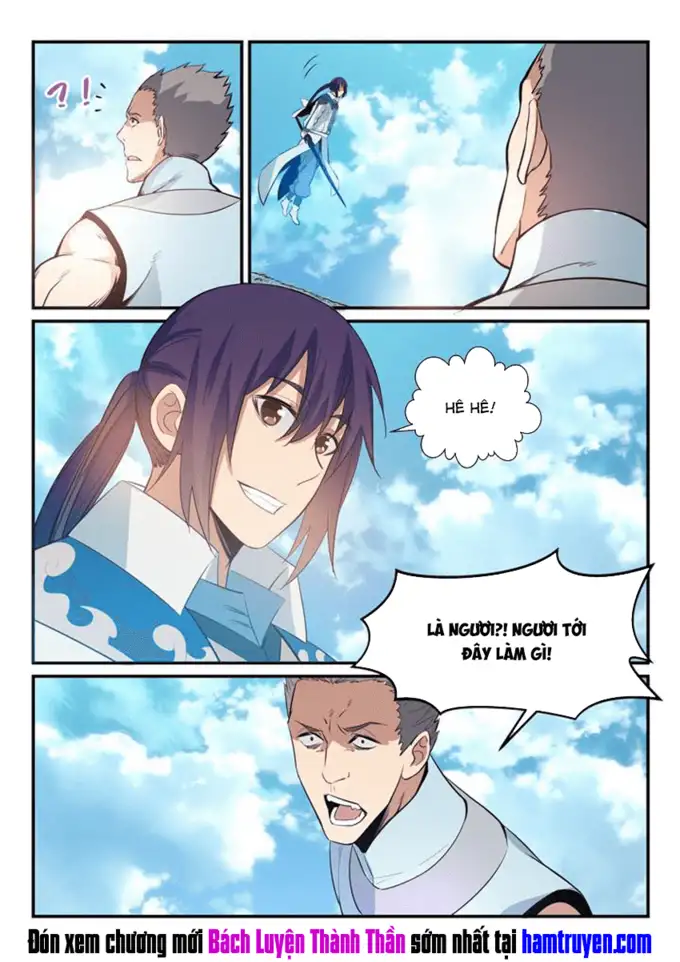 ?!
HÊ HÊ!
LÀ NGƯƠI?! NGƯƠI TỚI
ĐÂY LÀM GÌ!
Đón xem chương mới Bách Luyện Thành Thần sớm nhất tại hamtruyen.com